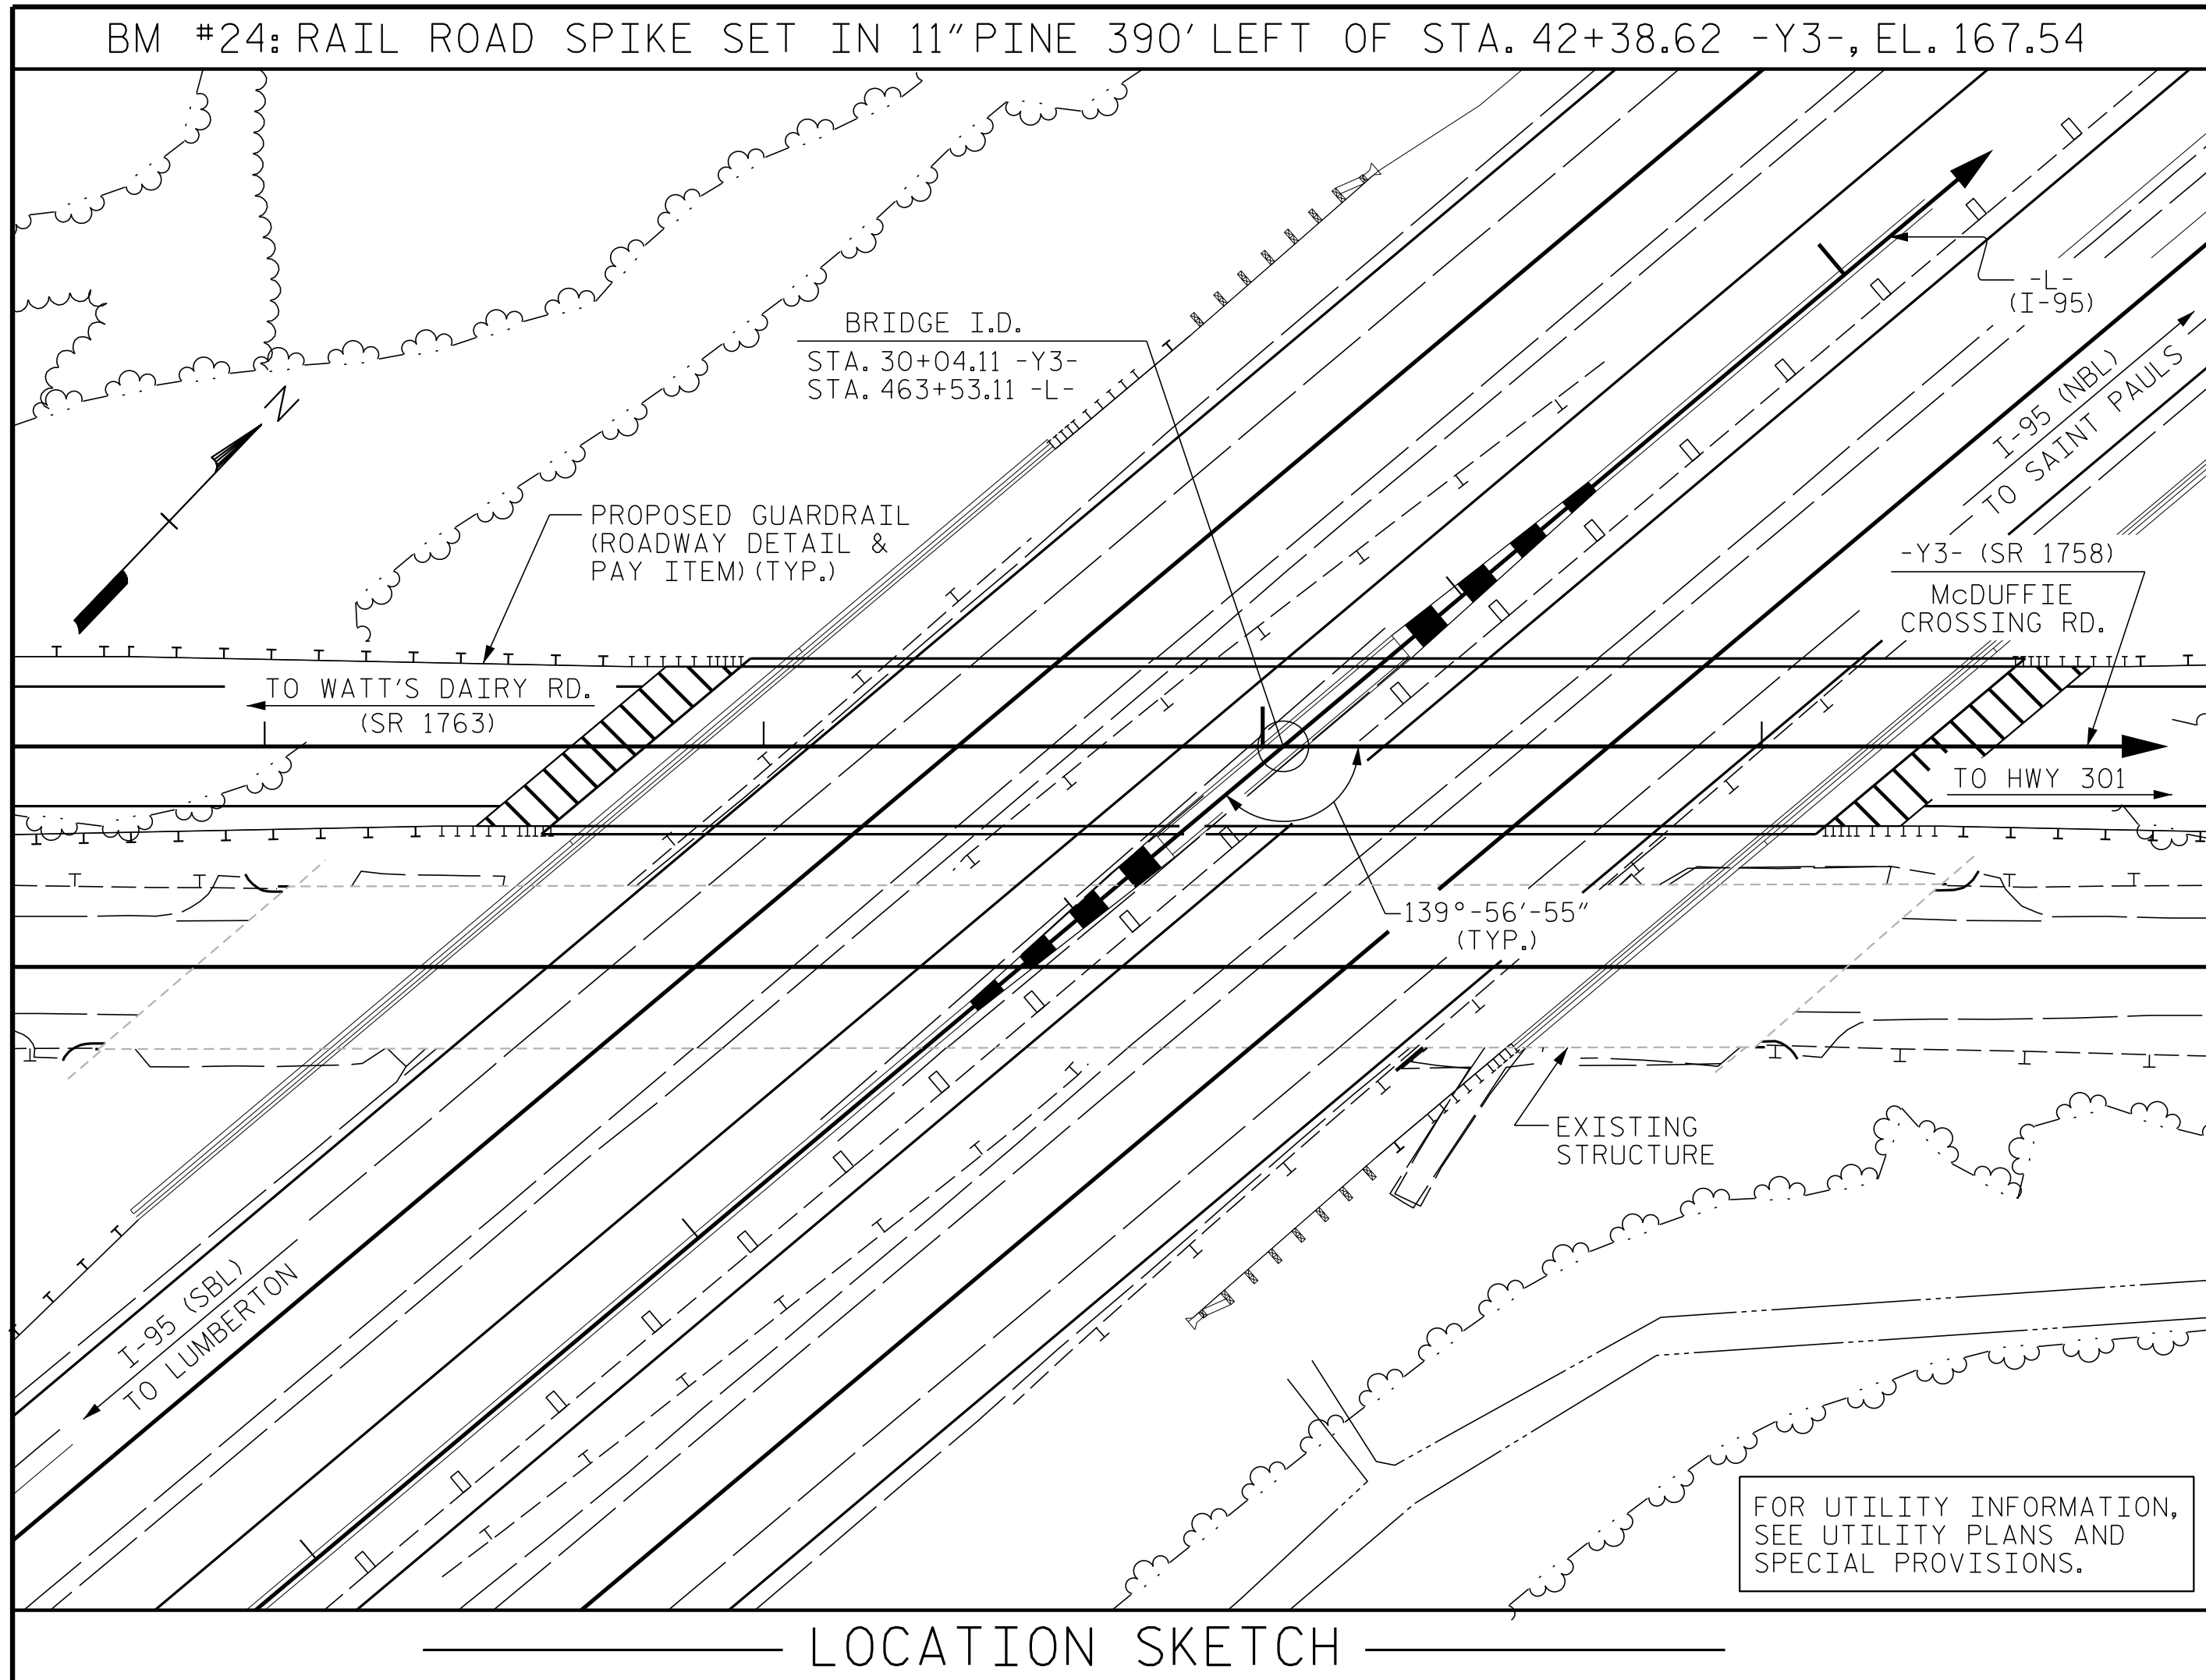 BM #24: RAIL ROAD SPIKE SET IN 11" PINE 390' LEFT OF STA. 42+38.62 -Y3-, EL. 167.54
-L-
(I-95)
BRIDGE I.D.
STA. 30+04.11 -Y3-
STA. 463+53.11 -L-
N
I-95 (NBL)
TO SAINT PAULS
PROPOSED GUARDRAIL
(ROADWAY DETAIL &
PAY ITEM) (TYP.)
-Y3- (SR 1758)
McDUFFIE
CROSSING RD.
TO WATT'S DAIRY RD.
(SR 1763)
TO HWY 301
139°-56'-55"
(TYP.)
EXISTING
STRUCTURE
I-95 (SBL)
TO LUMBERTON
FOR UTILITY INFORMATION,
SEE UTILITY PLANS AND
SPECIAL PROVISIONS.
LOCATION SKETCH